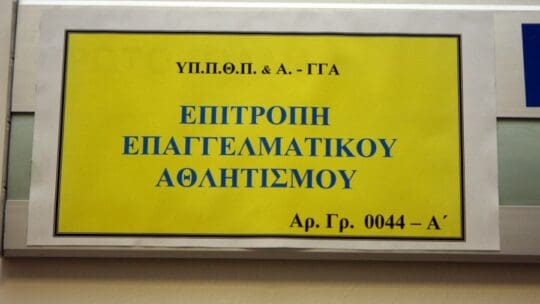 ΥΠ.Π.Θ.Π. & Α. - ΓΓΑ
ΕΠΙΤΡΟΠΗ
ΕΠΑΓΓΕΛΜΑΤΙΚΟΥ
ΑΘΛΗΤΙΣΜΟΥ
Αρ. Γρ. 0044 – Α΄